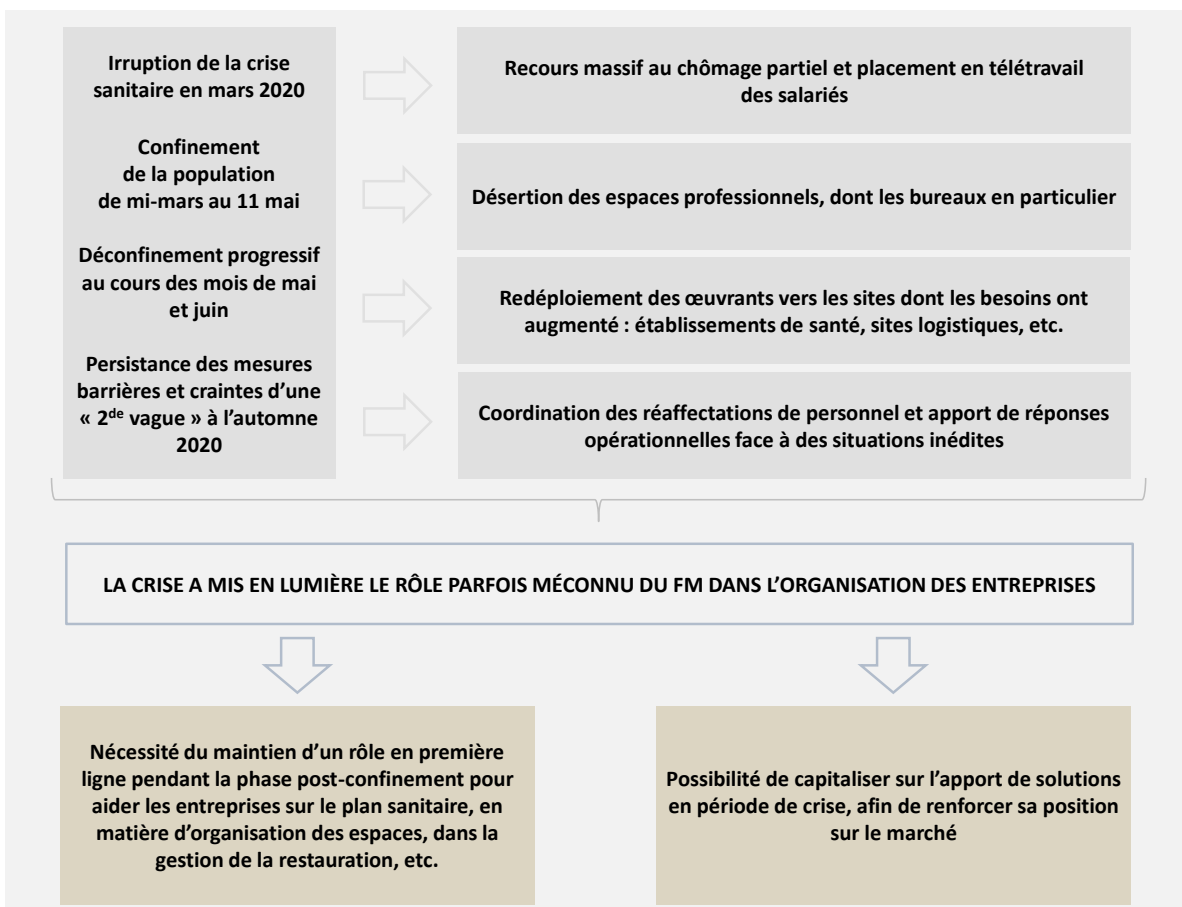 Irruption de la crise
sanitaire en mars 2020
Recours massif au chômage partiel et placement en télétravail
des salariés
Confinement
de la population
de mi-mars au 11 mai
Désertion des espaces professionnels, dont les bureaux en particulier
Déconfinement progressif
au cours des mois de mai
et juin
Redéploiement des œuvrants vers les sites dont les besoins ont
augmenté : établissements de santé, sites logistiques, etc.
Persistance des mesures
barrières et craintes d’une
« 2de vague » à l’automne
2020
Coordination des réaffectations de personnel et apport de réponses
opérationnelles face à des situations inédites
LA CRISE A MIS EN LUMIÈRE LE RÔLE PARFOIS MÉCONNU DU FM DANS L’ORGANISATION DES ENTREPRISES
Nécessité du maintien d’un rôle en première
ligne pendant la phase post-confinement pour
aider les entreprises sur le plan sanitaire, en
matière d’organisation des espaces, dans la
gestion de la restauration, etc.
Possibilité de capitaliser sur l’apport de solutions
en période de crise, afin de renforcer sa position
sur le marché